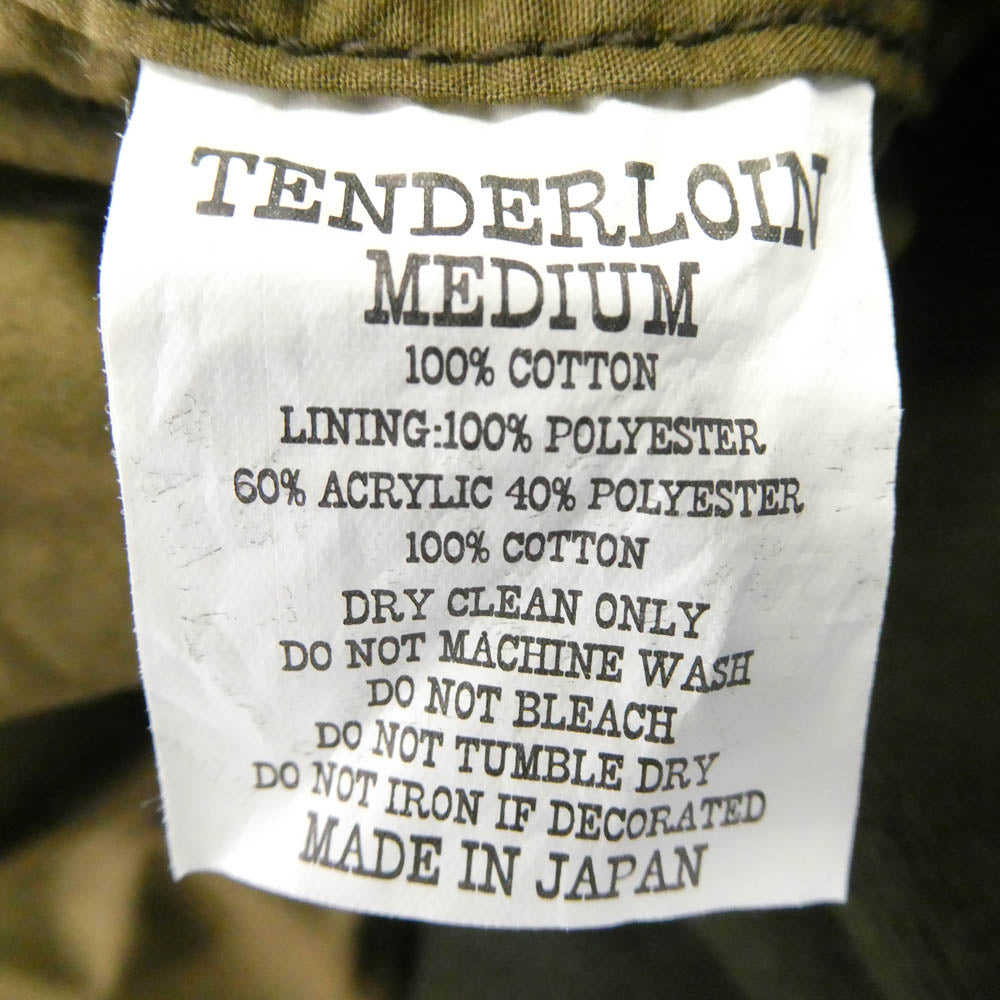 TENDERLOIN
MEDIUM
100% COTTON
LINING:100% POLYESTER
60% ACRYLIC 40% POLYESTER
100% COTTON
DRY CLEAN ONLY
DO NOT MACHINE WASH
DO NOT BLEACH
DO NOT TUMBLE DRY
DO NOT IRON IF DECORATED
MADE IN JAPAN